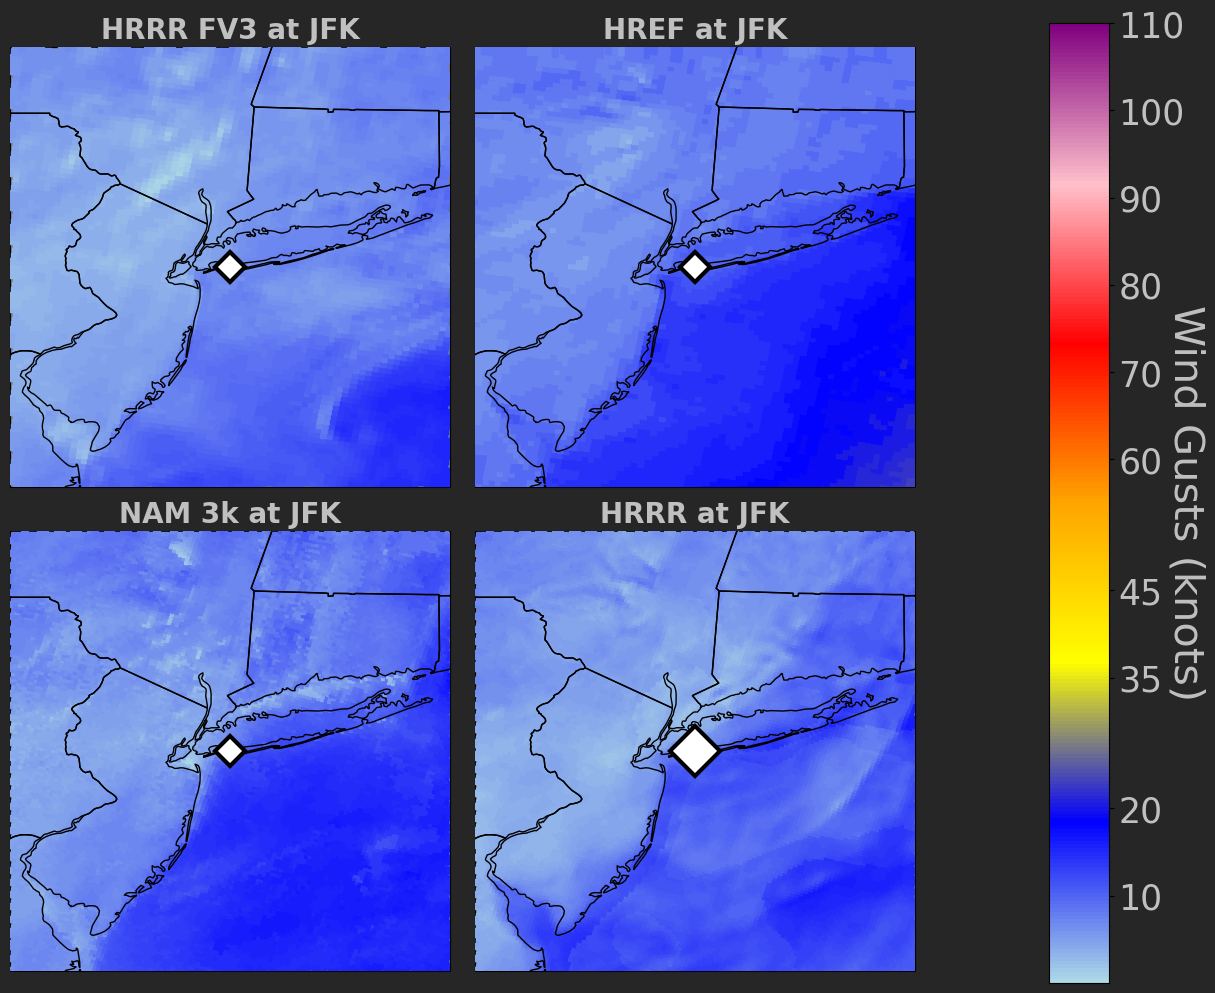 HRRR FV3 at JFK
HREF at JFK
NAM 3k at JFK
HRRR at JFK
110
100
90
80
70
60
45
35
20
10
Wind Gusts (knots)